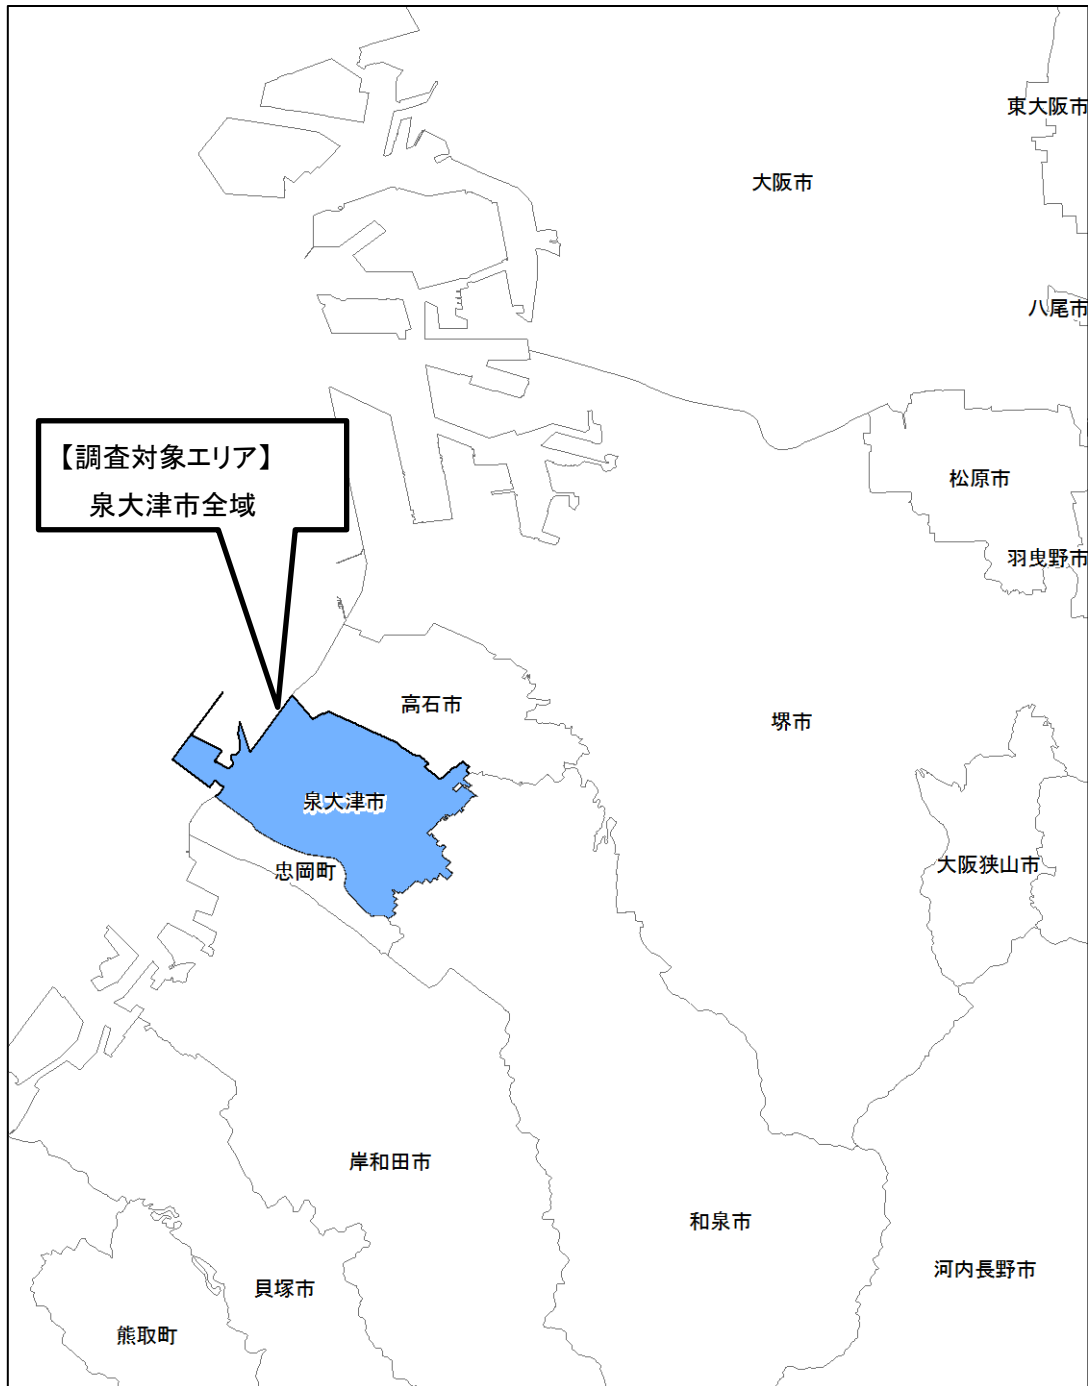 東大阪市
大阪市
八尾市
【調査対象エリア】
泉大津市全域
松原市
羽曳野市
高石市
堺市
泉大津市
大阪狭山市
忠岡町
岸和田市
和泉市
河内長野市
貝塚市
熊取町